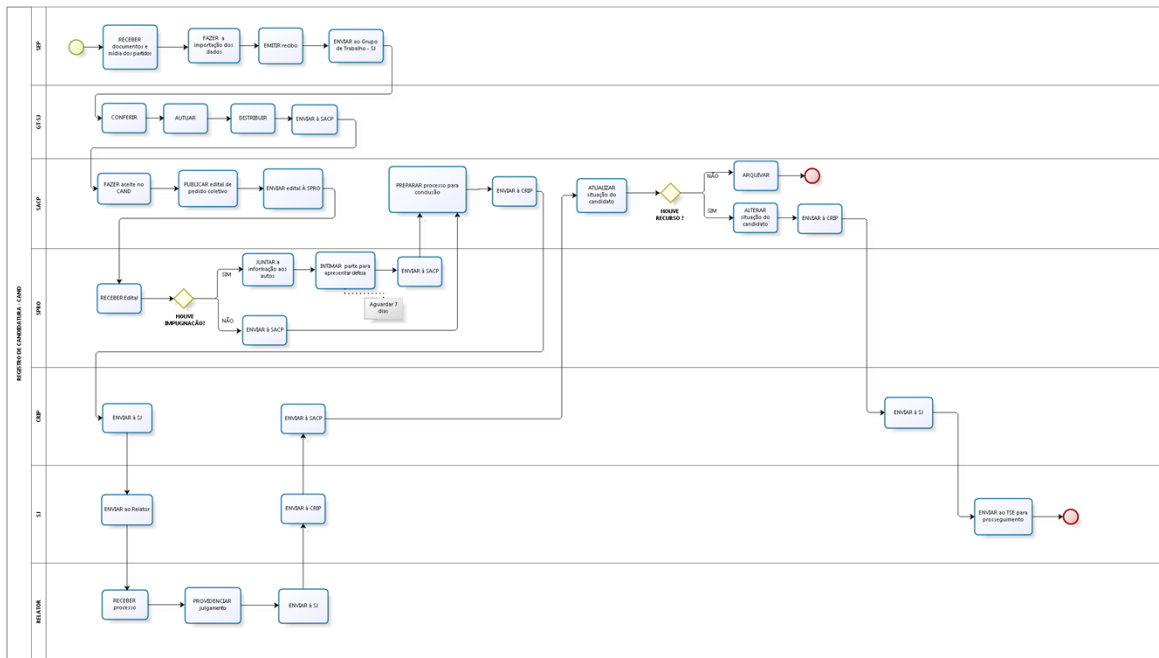 REGISTRO DE CANDIDATURA - CAND
SEP
RECEBER
documentos e
mídia dos partidos
FAZER a
importação dos
dados
EMITIR recibo
ENVIAR ao Grupo
de Trabalho - SJ
GT-SJ
CONFERIR
AUTUAR
DISTRIBUIR
ENVIAR à SACP
SACP
FAZER aceite no
CAND
PUBLICAR edital de
pedido coletivo
ENVIAR edital À SPRO
PREPARAR processo para
conclusão
ENVIAR à CRIP
ATUALIZAR
situação do
candidato
HOUVE
RECURSO ?
NÃO
ARQUIVAR
SIM
ALTERAR
situação do
candidato
ENVIAR à CRIP
SPRO
RECEBER Edital
HOUVE
IMPUGNAÇÃO?
SIM
JUNTAR a
informação aos
autos
INTIMAR parte para
apresentar defesa
ENVIAR à SACP
Aguardar 7
dias
NÃO
ENVIAR à SACP
CRIP
ENVIAR à SJ
ENVIAR à SACP
ENVIAR à SJ
SJ
ENVIAR ao Relator
ENVIAR à CRIP
ENVIAR ao TSE para
prosseguimento
RELATOR
RECEBER
processo
PROVIDENCIAR
julgamento
ENVIAR à SJ